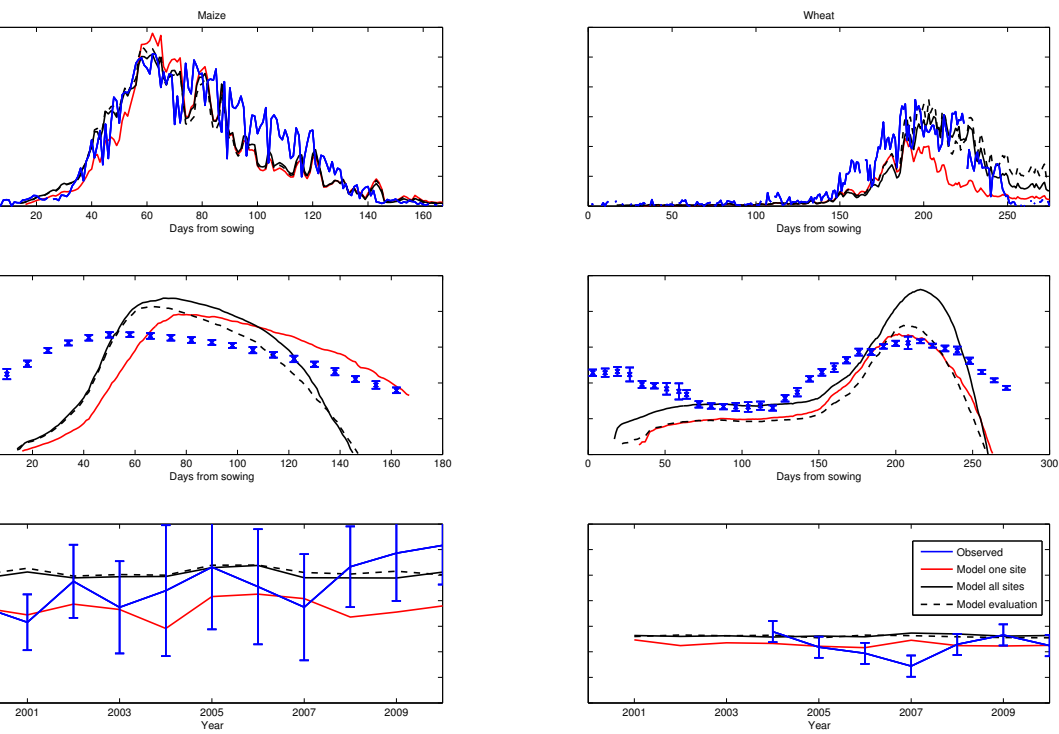 Maize
Wheat
20 40 60 80 100 120 140 160
Days from sowing
0 50 100 150 200 250
Days from sowing
20 40 60 80 100 120 140 160 180
Days from sowing
0 50 100 150 200 250 300
Days from sowing
2001 2003 2005 2007 2009
Year
Observed
Model one site
Model all sites
Model evaluation
2001 2003 2005 2007 2009
Year